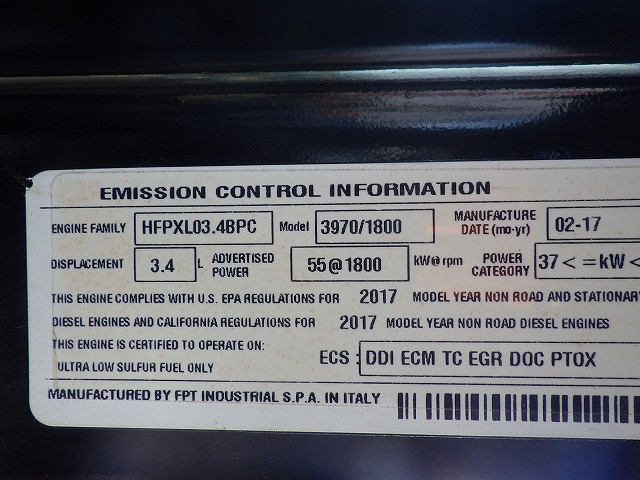 EMISSION CONTROL INFORMATION
ENGINE FAMILY HFPXL03.4BPC Model 3970/1800 MANUFACTURE DATE (mo-yr) 02-17
DISPLACEMENT 3.4 L ADVERTISED POWER 55@1800 kW@rpm POWER CATEGORY 37<=kW<
THIS ENGINE COMPLIES WITH U.S. EPA REGULATIONS FOR 2017 MODEL YEAR NON ROAD AND STATIONAR
DIESEL ENGINES AND CALIFORNIA REGULATIONS FOR 2017 MODEL YEAR NON ROAD DIESEL ENGINES
THIS ENGINE IS CERTIFIED TO OPERATE ON:
ULTRA LOW SULFUR FUEL ONLY
ECS: DDI ECM TC EGR DOC PTOX
MANUFACTURED BY FPT INDUSTRIAL S.P.A. IN ITALY